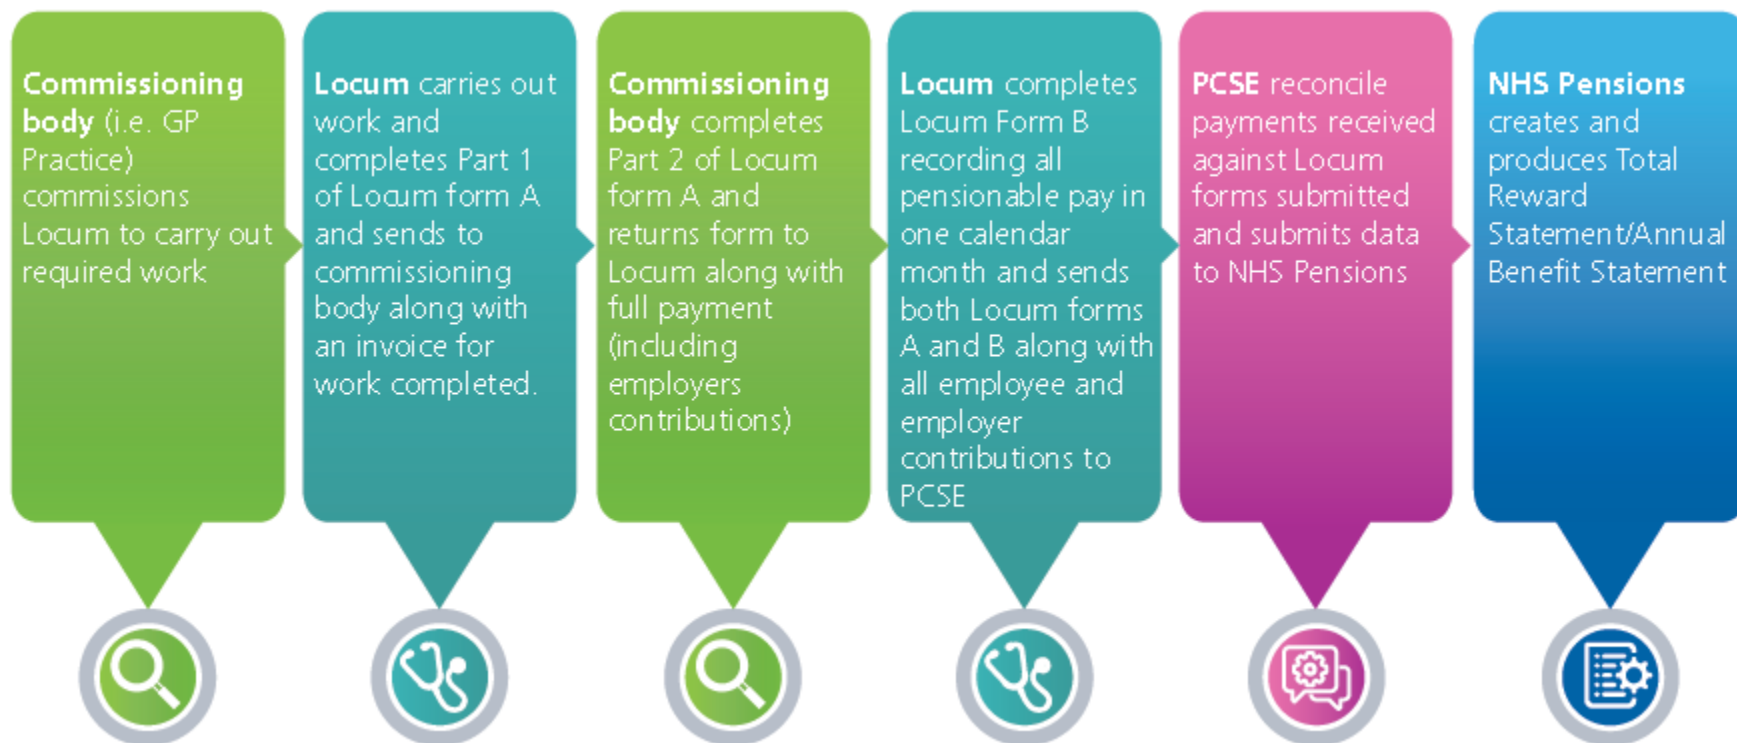 Commissioning
body (i.e. GP
Practice)
commissions
Locum to carry out
required work
Locum carries out
work and
completes Part 1
of Locum form A
and sends to
commissioning
body along with
an invoice for
work completed.
Commissioning
body completes
Part 2 of Locum
form A and
returns form to
Locum along with
full payment
(including
employers
contributions)
Locum completes
Locum Form B
recording all
pensionable pay in
one calendar
month and sends
both Locum forms
A and B along with
all employee and
employer
contributions to
PCSE
PCSE reconcile
payments received
against Locum
forms submitted
and submits data
to NHS Pensions
NHS Pensions
creates and
produces Total
Reward
Statement/Annual
Benefit Statement